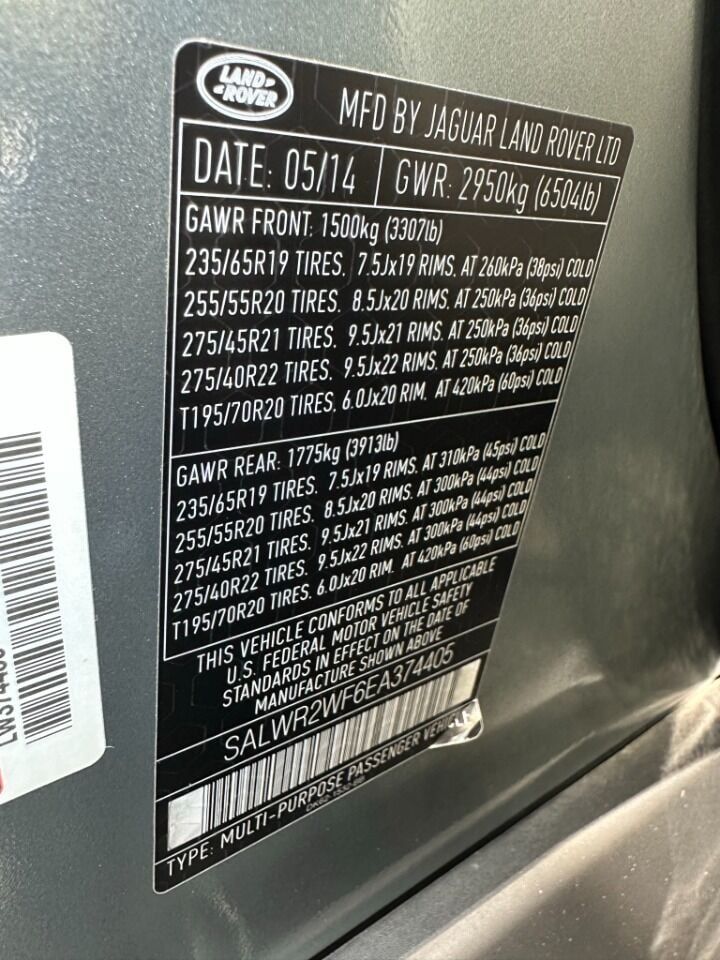 LAND-
-ROVER
MFD BY JAGUAR LAND ROVER LTD
DATE: 05/14
GWR: 2950kg (6504lb)
GAWR FRONT: 1500kg (3307lb)
235/65R19 TIRES, 7.5Jx19 RIMS, AT 260kPa (38psi) COLD
255/55R20 TIRES, 8.5Jx20 RIMS, AT 250kPa (36psi) COLD
275/45R21 TIRES, 9.5Jx21 RIMS, AT 250kPa (36psi) COLD
275/40R22 TIRES, 9.5Jx22 RIMS, AT 250kPa (36psi) COLD
T195/70R20 TIRES, 6.0Jx20 RIM, AT 420kPa (60psi) COLD
GAWR REAR: 1775kg (3913lb)
235/65R19 TIRES, 7.5Jx19 RIMS, AT 310kPa (45psi) COLD
255/55R20 TIRES, 8.5Jx20 RIMS, AT 300kPa (44psi) COLD
275/45R21 TIRES, 9.5Jx21 RIMS, AT 300kPa (44psi) COLD
275/40R22 TIRES, 9.5Jx22 RIMS, AT 300kPa (44psi) COLD
T195/70R20 TIRES, 6.0Jx20 RIM, AT 420kPa (60psi) COLD
THIS VEHICLE CONFORMS TO ALL APPLICABLE
U.S. FEDERAL MOTOR VEHICLE SAFETY
STANDARDS IN EFFECT ON THE DATE OF
MANUFACTURE SHOWN ABOVE
SALWR2WF6EA374405
TYPE: MULTI-PURPOSE PASSENGER VEHICLE